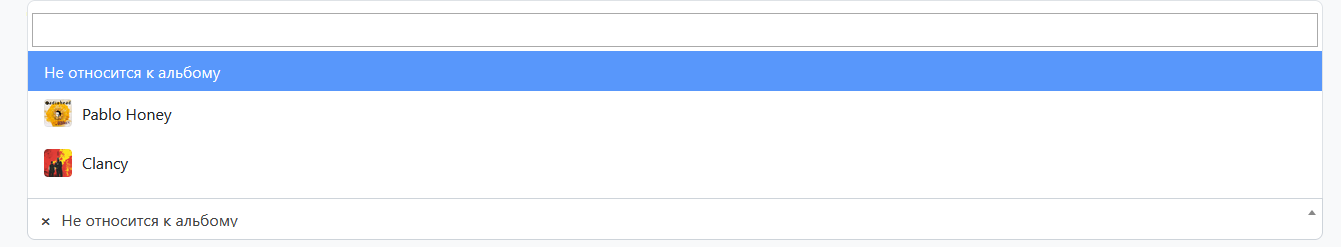 Не относится к альбому
Pablo Honey
Clancy
× Не относится к альбому